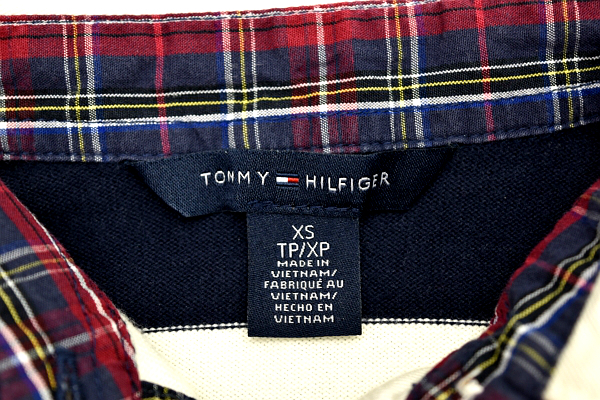 TOMMY HILFIGER
XS
TP/XP
MADE IN
VIETNAM/
FABRIQUÉ AU
VIETNAM/
HECHO EN
VIETNAM